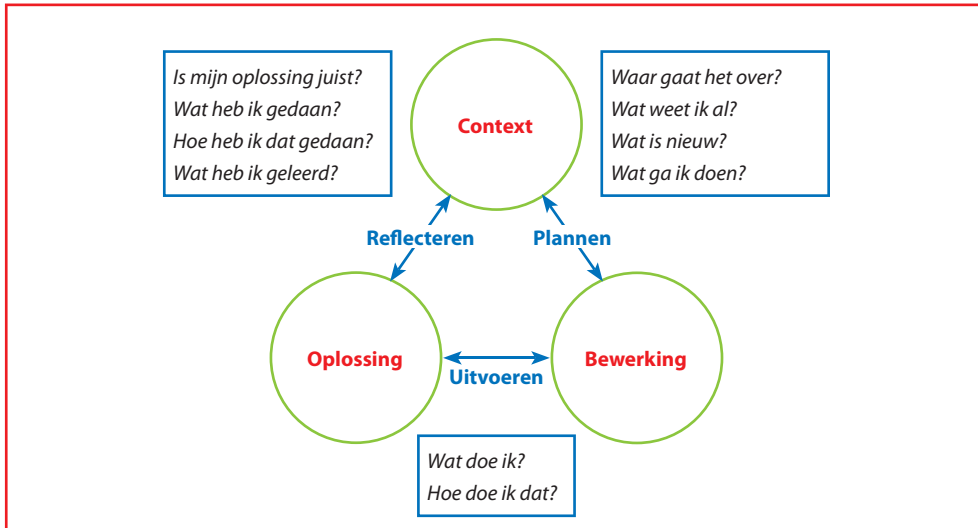 Is mijn oplossing juist?
Wat heb ik gedaan?
Hoe heb ik dat gedaan?
Wat heb ik geleerd?
Context
Waar gaat het over?
Wat weet ik al?
Wat is nieuw?
Wat ga ik doen?
Reflecteren
Plannen
Oplossing
Uitvoeren
Bewerking
Wat doe ik?
Hoe doe ik dat?